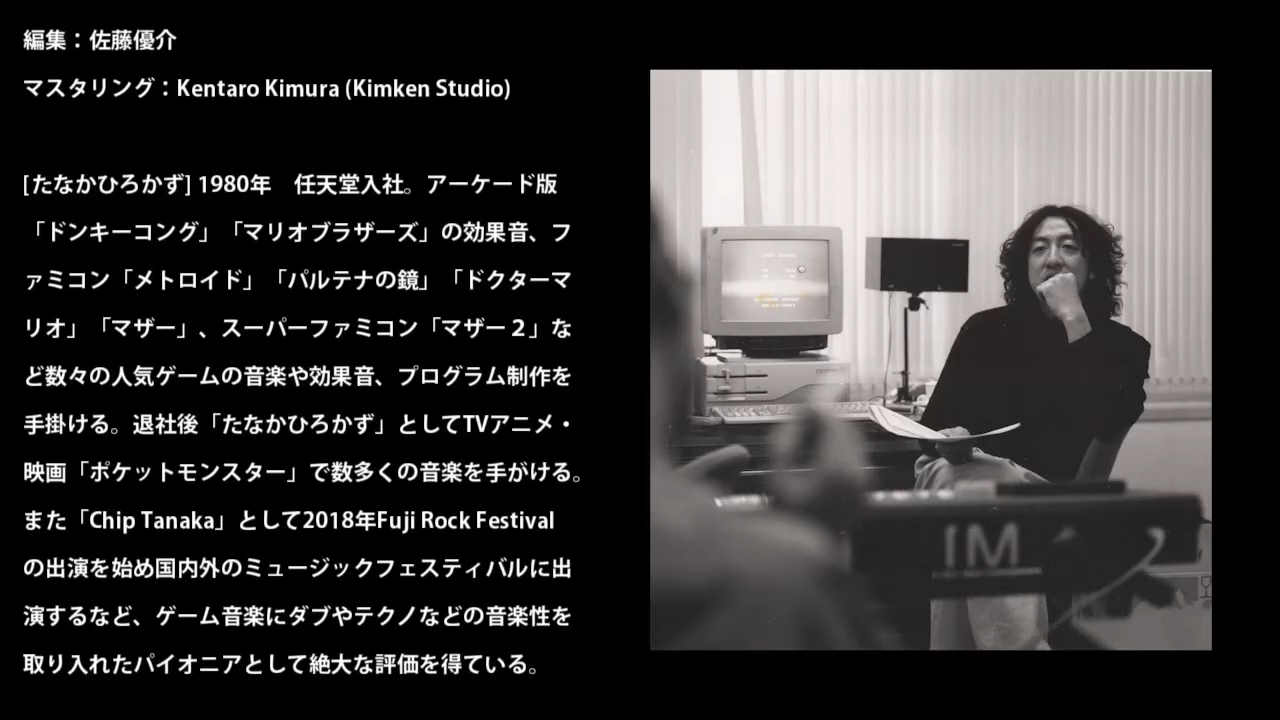 編集：佐藤優介
マスタリング：Kentaro Kimura (Kimken Studio)
[たなかひろかず] 1980年　任天堂入社。アーケード版
「ドンキーコング」「マリオブラザーズ」の効果音、フ
ァミコン「メトロイド」「パルテナの鏡」「ドクターマ
リオ」「マザー」、スーパーファミコン「マザー２」な
ど数々の人気ゲームの音楽や効果音、プログラム制作を
手掛ける。退社後「たなかひろかず」としてTVアニメ・
映画「ポケットモンスター」で数多くの音楽を手がける。
また「Chip Tanaka」として2018年Fuji Rock Festival
の出演を始め国内外のミュージックフェスティバルに出
演するなど、ゲーム音楽にダブやテクノなどの音楽性を
取り入れたパイオニアとして絶大な評価を得ている。